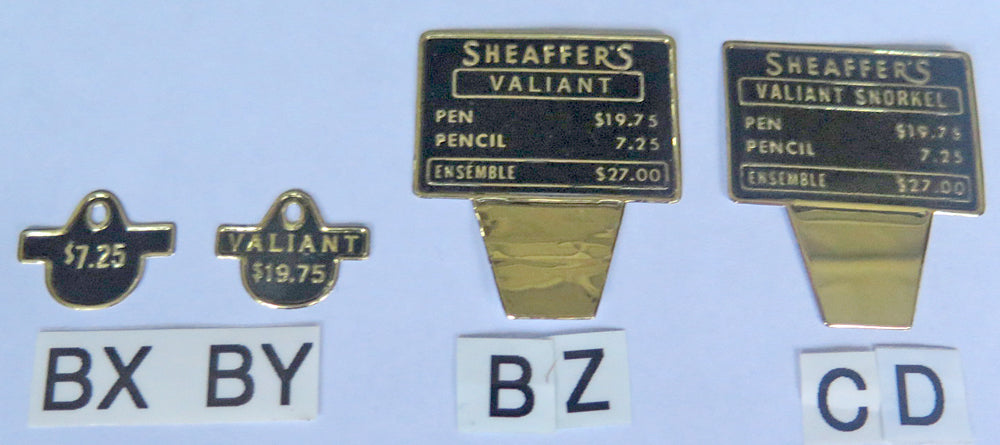 $7.25
VALIANT
$19.75
SHEAFFER'S
VALIANT
PEN $19.75
PENCIL 7.25
ENSEMBLE $27.00
SHEAFFER'S
VALIANT SNORKEL
PEN $19.75
PENCIL 7.25
ENSEMBLE $27.00
BX BY
BZ
CD